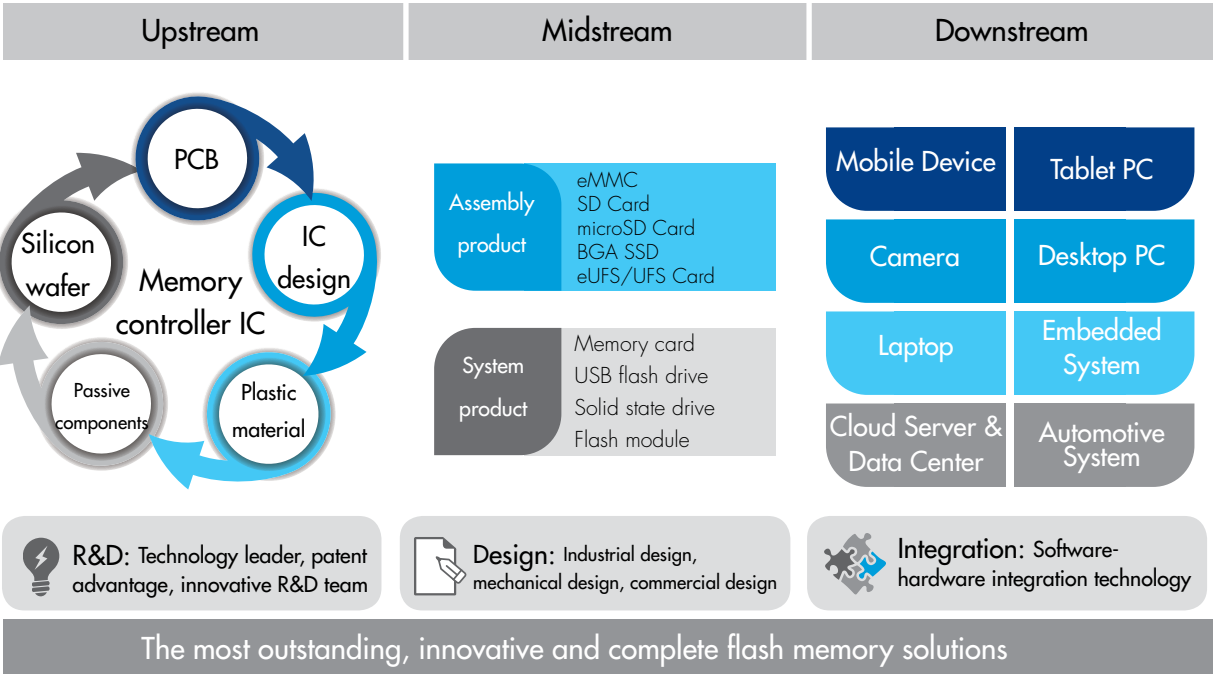 Upstream
Midstream
Downstream
PCB
IC
design
Plastic
material
Passive
components
Silicon
wafer
Memory
controller IC
Assembly
product
eMMC
SD Card
microSD Card
BGA SSD
eUFS/UFS Card
System
product
Memory card
USB flash drive
Solid state drive
Flash module
Mobile Device
Tablet PC
Camera
Desktop PC
Laptop
Embedded
System
Cloud Server &
Data Center
Automotive
System
R&D: Technology leader, patent
advantage, innovative R&D team
Design: Industrial design,
mechanical design, commercial design
Integration: Software-
hardware integration technology
The most outstanding, innovative and complete flash memory solutions